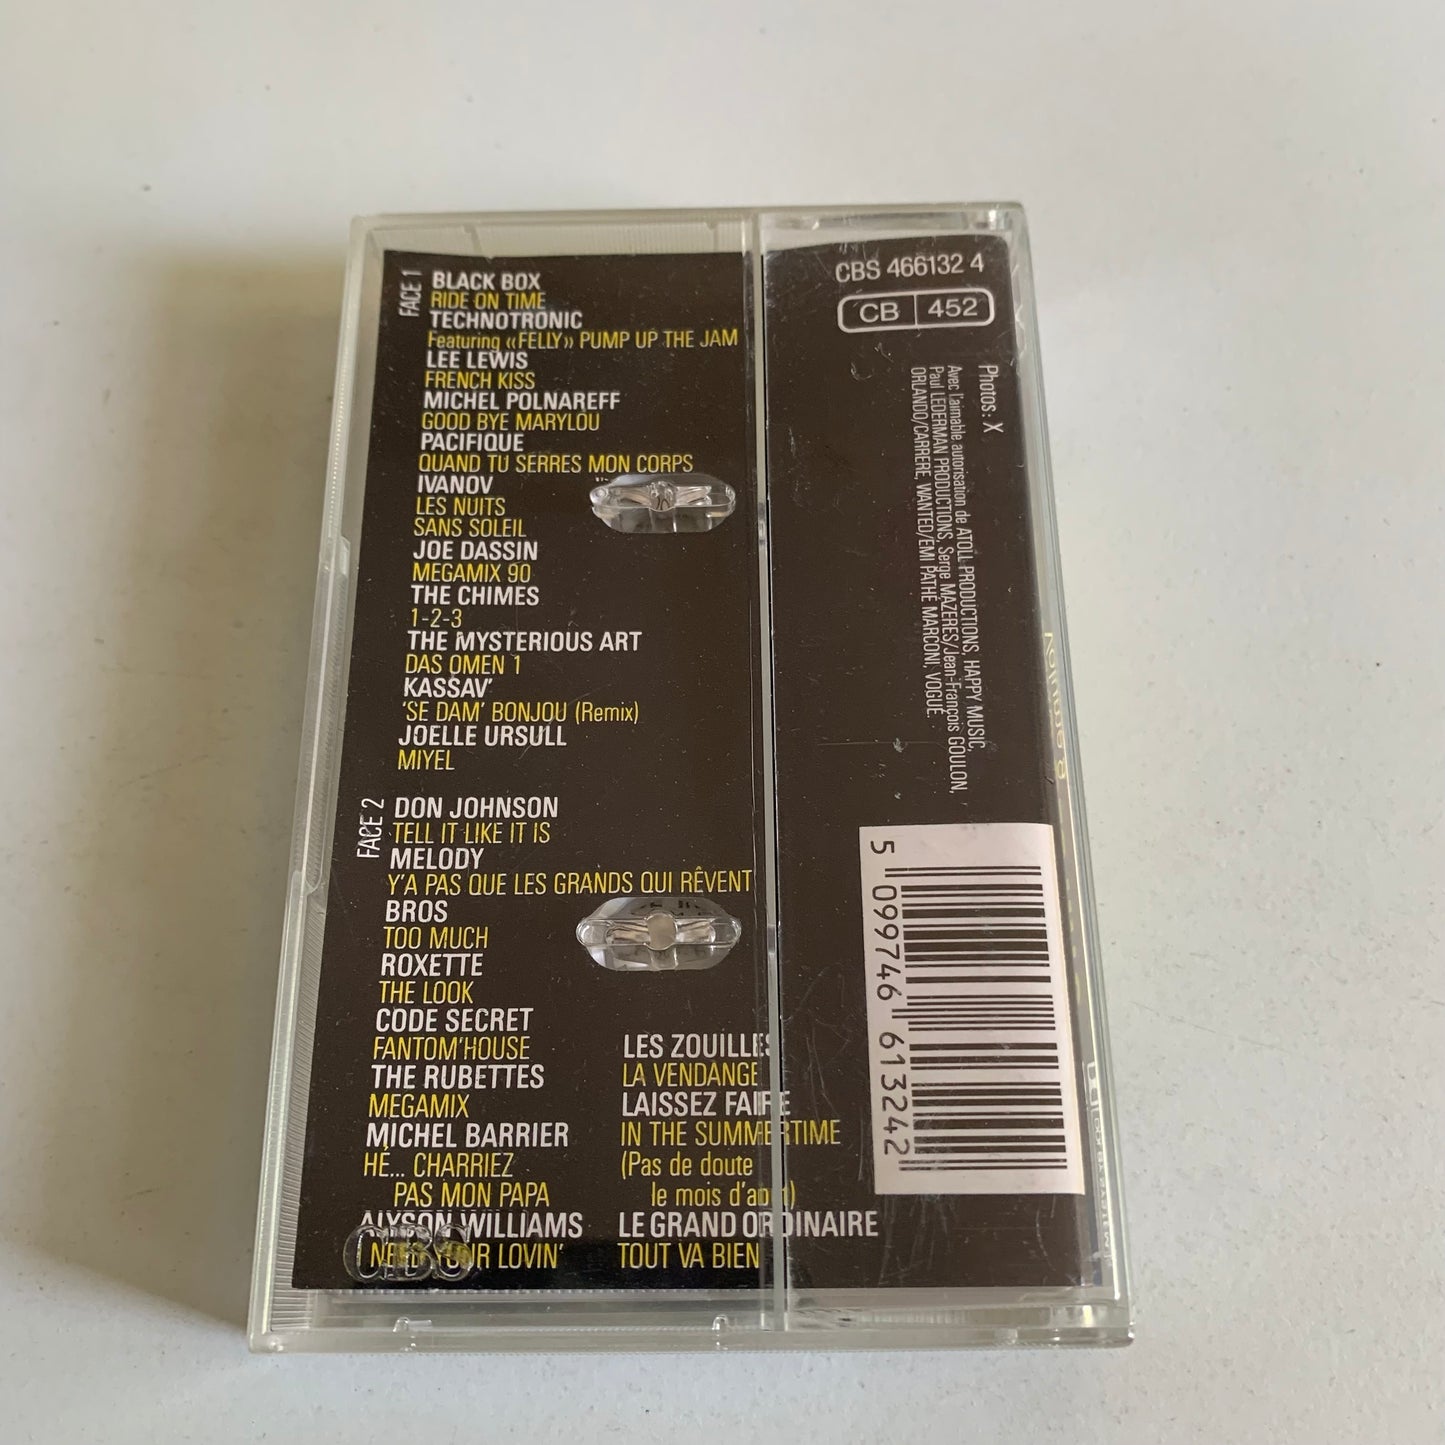 FACE 1
BLACK BOX
RIDE ON TIME
TECHNOTRONIC
Featuring «FELLY» PUMP UP THE JAM
LEE LEWIS
FRENCH KISS
MICHEL POLNAREFF
GOOD BYE MARYLOU
PACIFIQUE
QUAND TU SERRES MON CORPS
IVANOV
LES NUITS
SANS SOLEIL
JOE DASSIN
MEGAMIX 90
THE CHIMES
1-2-3
THE MYSTERIOUS ART
DAS OMEN 1
KASSAV'
'SE DAM' BONJOU (Remix)
JOELLE URSULL
MIYEL
FACE 2
DON JOHNSON
TELL IT LIKE IT IS
MELODY
Y'A PAS QUE LES GRANDS QUI RÊVENT
BROS
TOO MUCH
ROXETTE
THE LOOK
CODE SECRET
FANTOM'HOUSE
THE RUBETTES
MEGAMIX
MICHEL BARRIER
HÉ... CHARRIEZ
PAS MON PAPA
ALYSON WILLIAMS
I NEED YOUR LOVIN'
CBS
LES ZOUILLES
LA VENDANGE
LAISSEZ FAIRE
IN THE SUMMERTIME
(Pas de doute
le mois d'août)
LE GRAND ORDINAIRE
TOUT VA BIEN
CBS 466132 4
CB 452
Photos: X
Avec l'aimable autorisation de ATOLL PRODUCTIONS, HAPPY MUSIC,
Paul LEDERMAN PRODUCTIONS, Serge MAZERES/Jean-François GOULON,
ORLANDO/CARRERE, WANTED/EMI PATHE MARCONI, VOGUE.
5 099746 613242